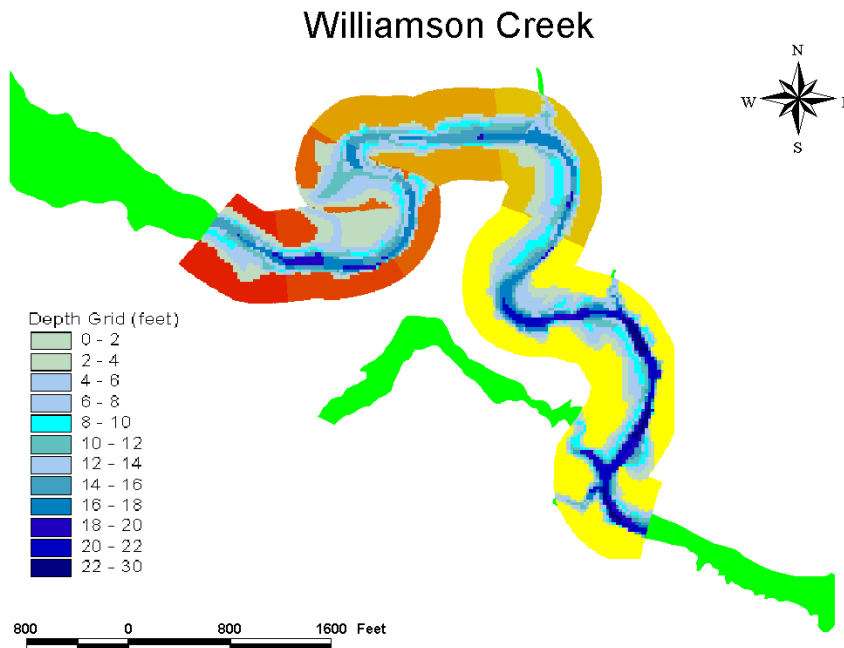 Williamson Creek
N
W
S
Depth Grid (feet)
0 - 2
2 - 4
4 - 6
6 - 8
8 - 10
10 - 12
12 - 14
14 - 16
16 - 18
18 - 20
20 - 22
22 - 30
800 0 800 1600 Feet